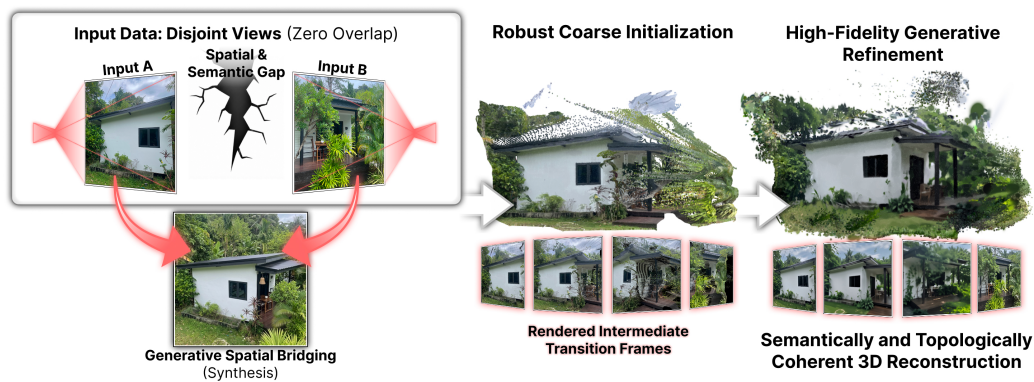 Input Data: Disjoint Views (Zero Overlap)
Input A
Spatial &
Semantic Gap
Input B
Generative Spatial Bridging
(Synthesis)
Robust Coarse Initialization
Rendered Intermediate
Transition Frames
High-Fidelity Generative
Refinement
Semantically and Topologically
Coherent 3D Reconstruction